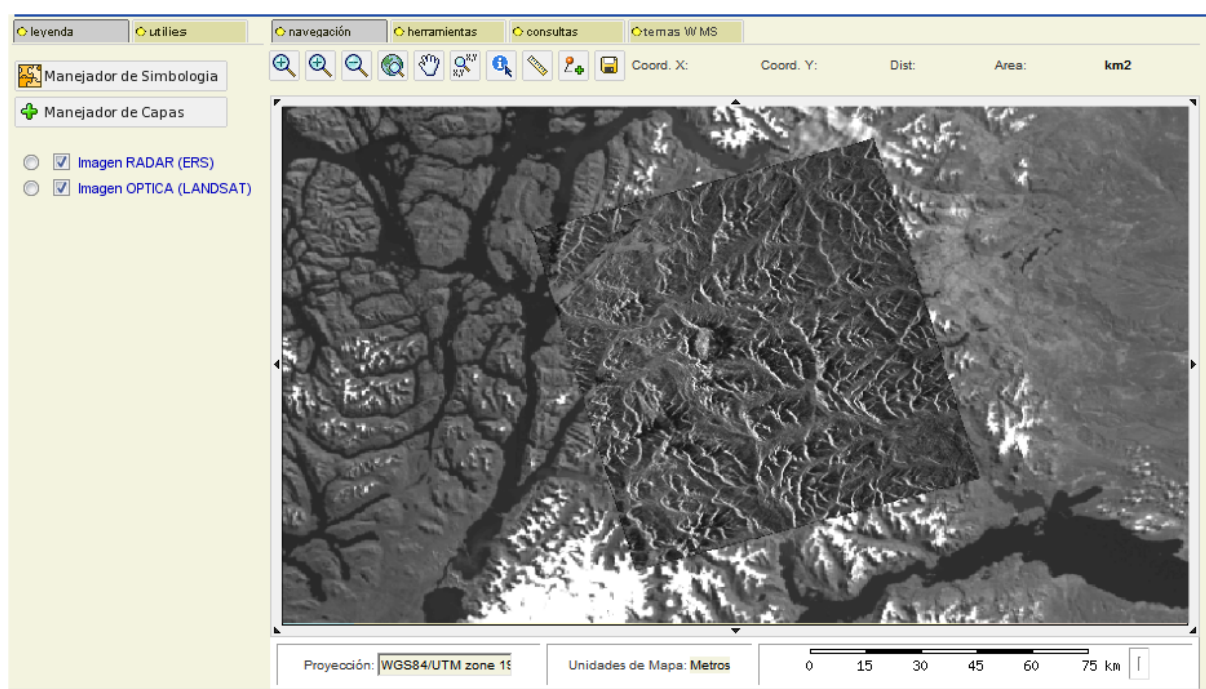 leyenda
utilies
navegación
herramientas
consultas
temas WMS
Manejador de Simbologia
Manejador de Capas
x,y
x,y
Coord. X:
Coord. Y:
Dist:
Area:
km2
Imagen RADAR (ERS)
Imagen OPTICA (LANDSAT)
Proyección: WGS84/UTM zone 19
Unidades de Mapa: Metros
0 15 30 45 60 75 km